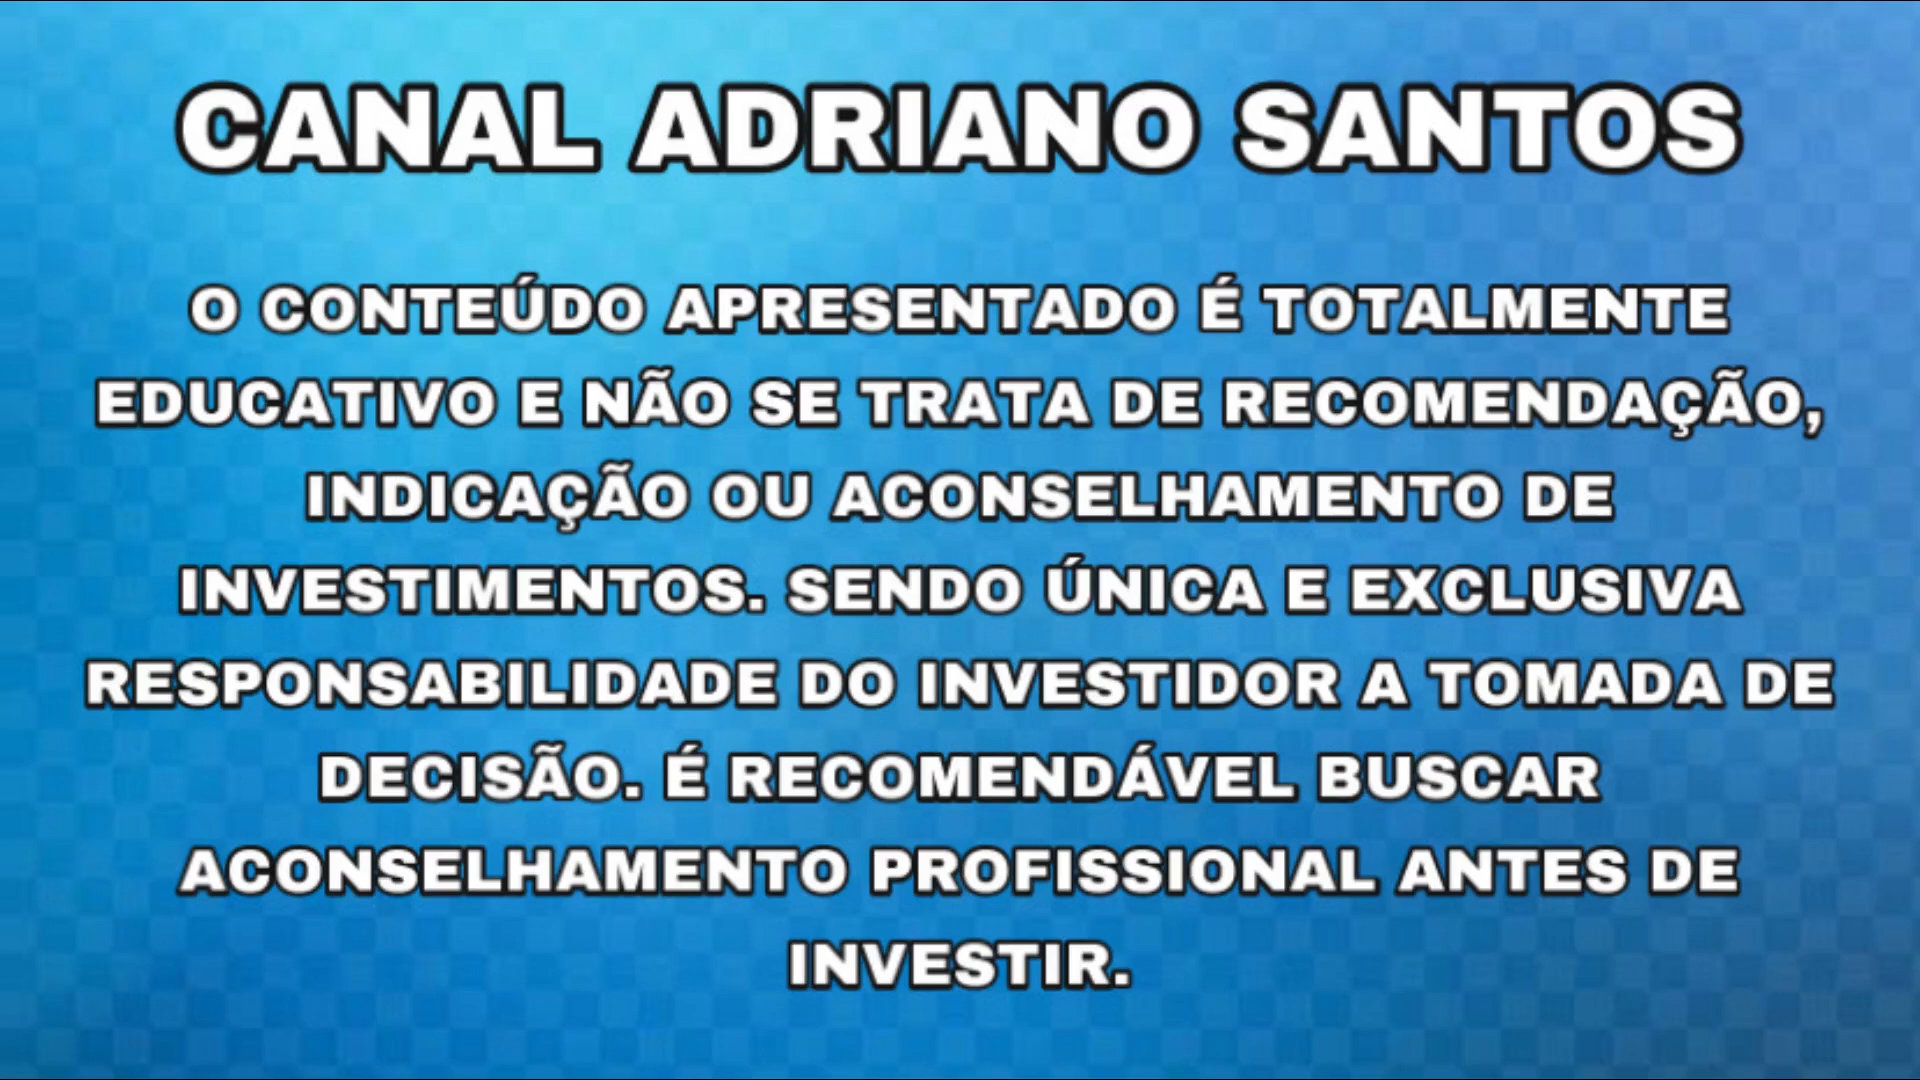 CANAL ADRIANO SANTOS
O CONTEÚDO APRESENTADO É TOTALMENTE
EDUCATIVO E NÃO SE TRATA DE RECOMENDAÇÃO,
INDICAÇÃO OU ACONSELHAMENTO DE
INVESTIMENTOS. SENDO ÚNICA E EXCLUSIVA
RESPONSABILIDADE DO INVESTIDOR A TOMADA DE
DECISÃO. É RECOMENDÁVEL BUSCAR
ACONSELHAMENTO PROFISSIONAL ANTES DE
INVESTIR.